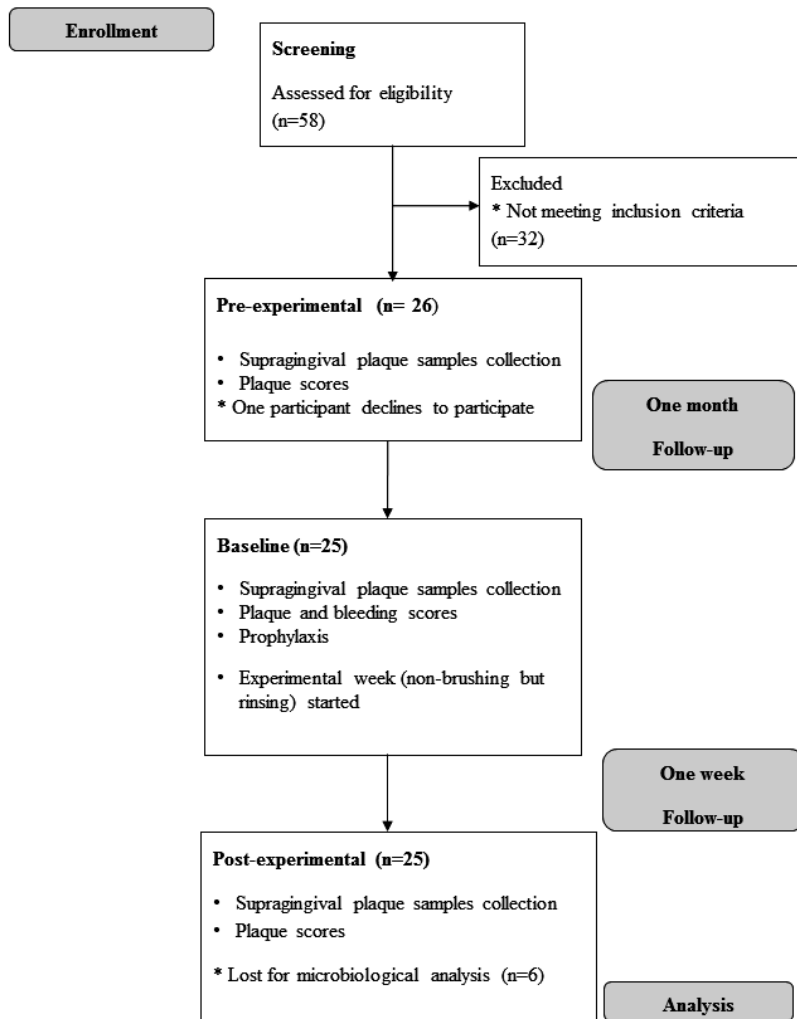 Enrollment
Screening
Assessed for eligibility
(n=58)
Excluded
* Not meeting inclusion criteria
(n=32)
Pre-experimental (n= 26)
• Supragingival plaque samples collection
• Plaque scores
* One participant declines to participate
One month
Follow-up
Baseline (n=25)
• Supragingival plaque samples collection
• Plaque and bleeding scores
• Prophylaxis
• Experimental week (non-brushing but
rinsing) started
One week
Follow-up
Post-experimental (n=25)
• Supragingival plaque samples collection
• Plaque scores
* Lost for microbiological analysis (n=6)
Analysis